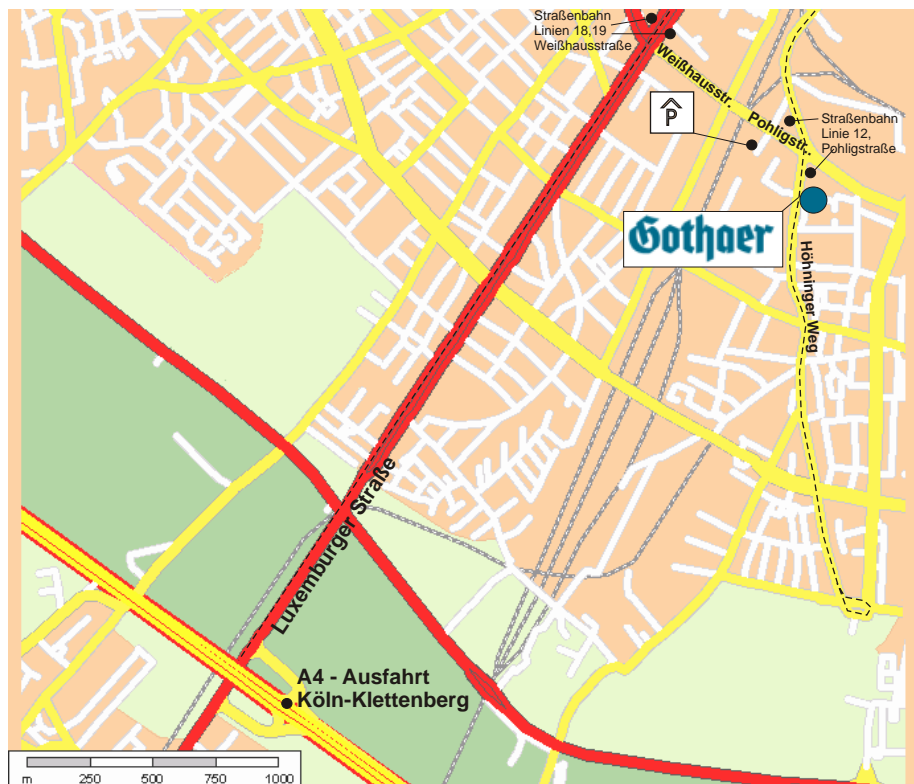 Straßenbahn
Linien 18,19
Weißhausstraße
Weißhausstr.
P
Pohligstr.
Straßenbahn
Linie 12,
Pohligstraße
Gothaer
Höhninger Weg
Luxemburger Straße
A4 - Ausfahrt
Köln-Klettenberg
m 250 500 750 1000